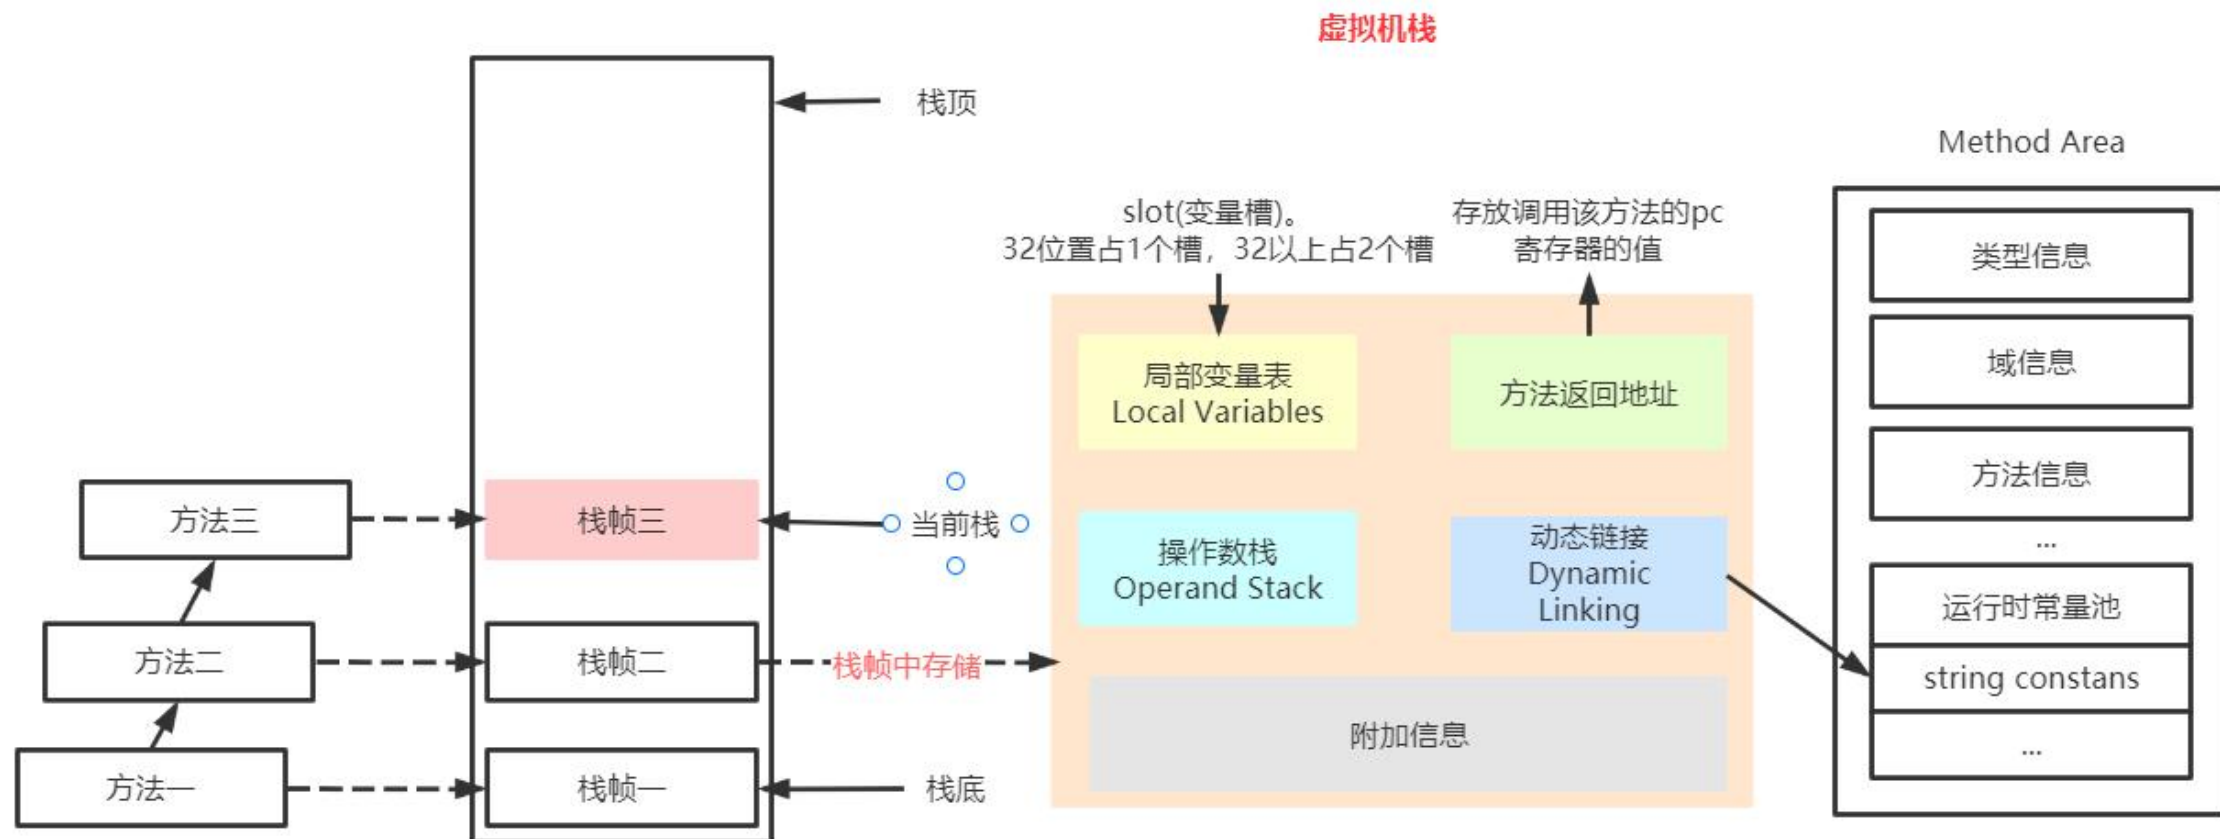 虚拟机栈
栈顶
Method Area
slot(变量槽)。
32位置占1个槽，32以上占2个槽
存放调用该方法的pc
寄存器的值
类型信息
域信息
方法信息
...
运行时常量池
string constans
...
局部变量表
Local Variables
方法返回地址
操作数栈
Operand Stack
动态链接
Dynamic
Linking
附加信息
方法三
栈帧三
当前栈
方法二
栈帧二
栈帧中存储
方法一
栈帧一
栈底